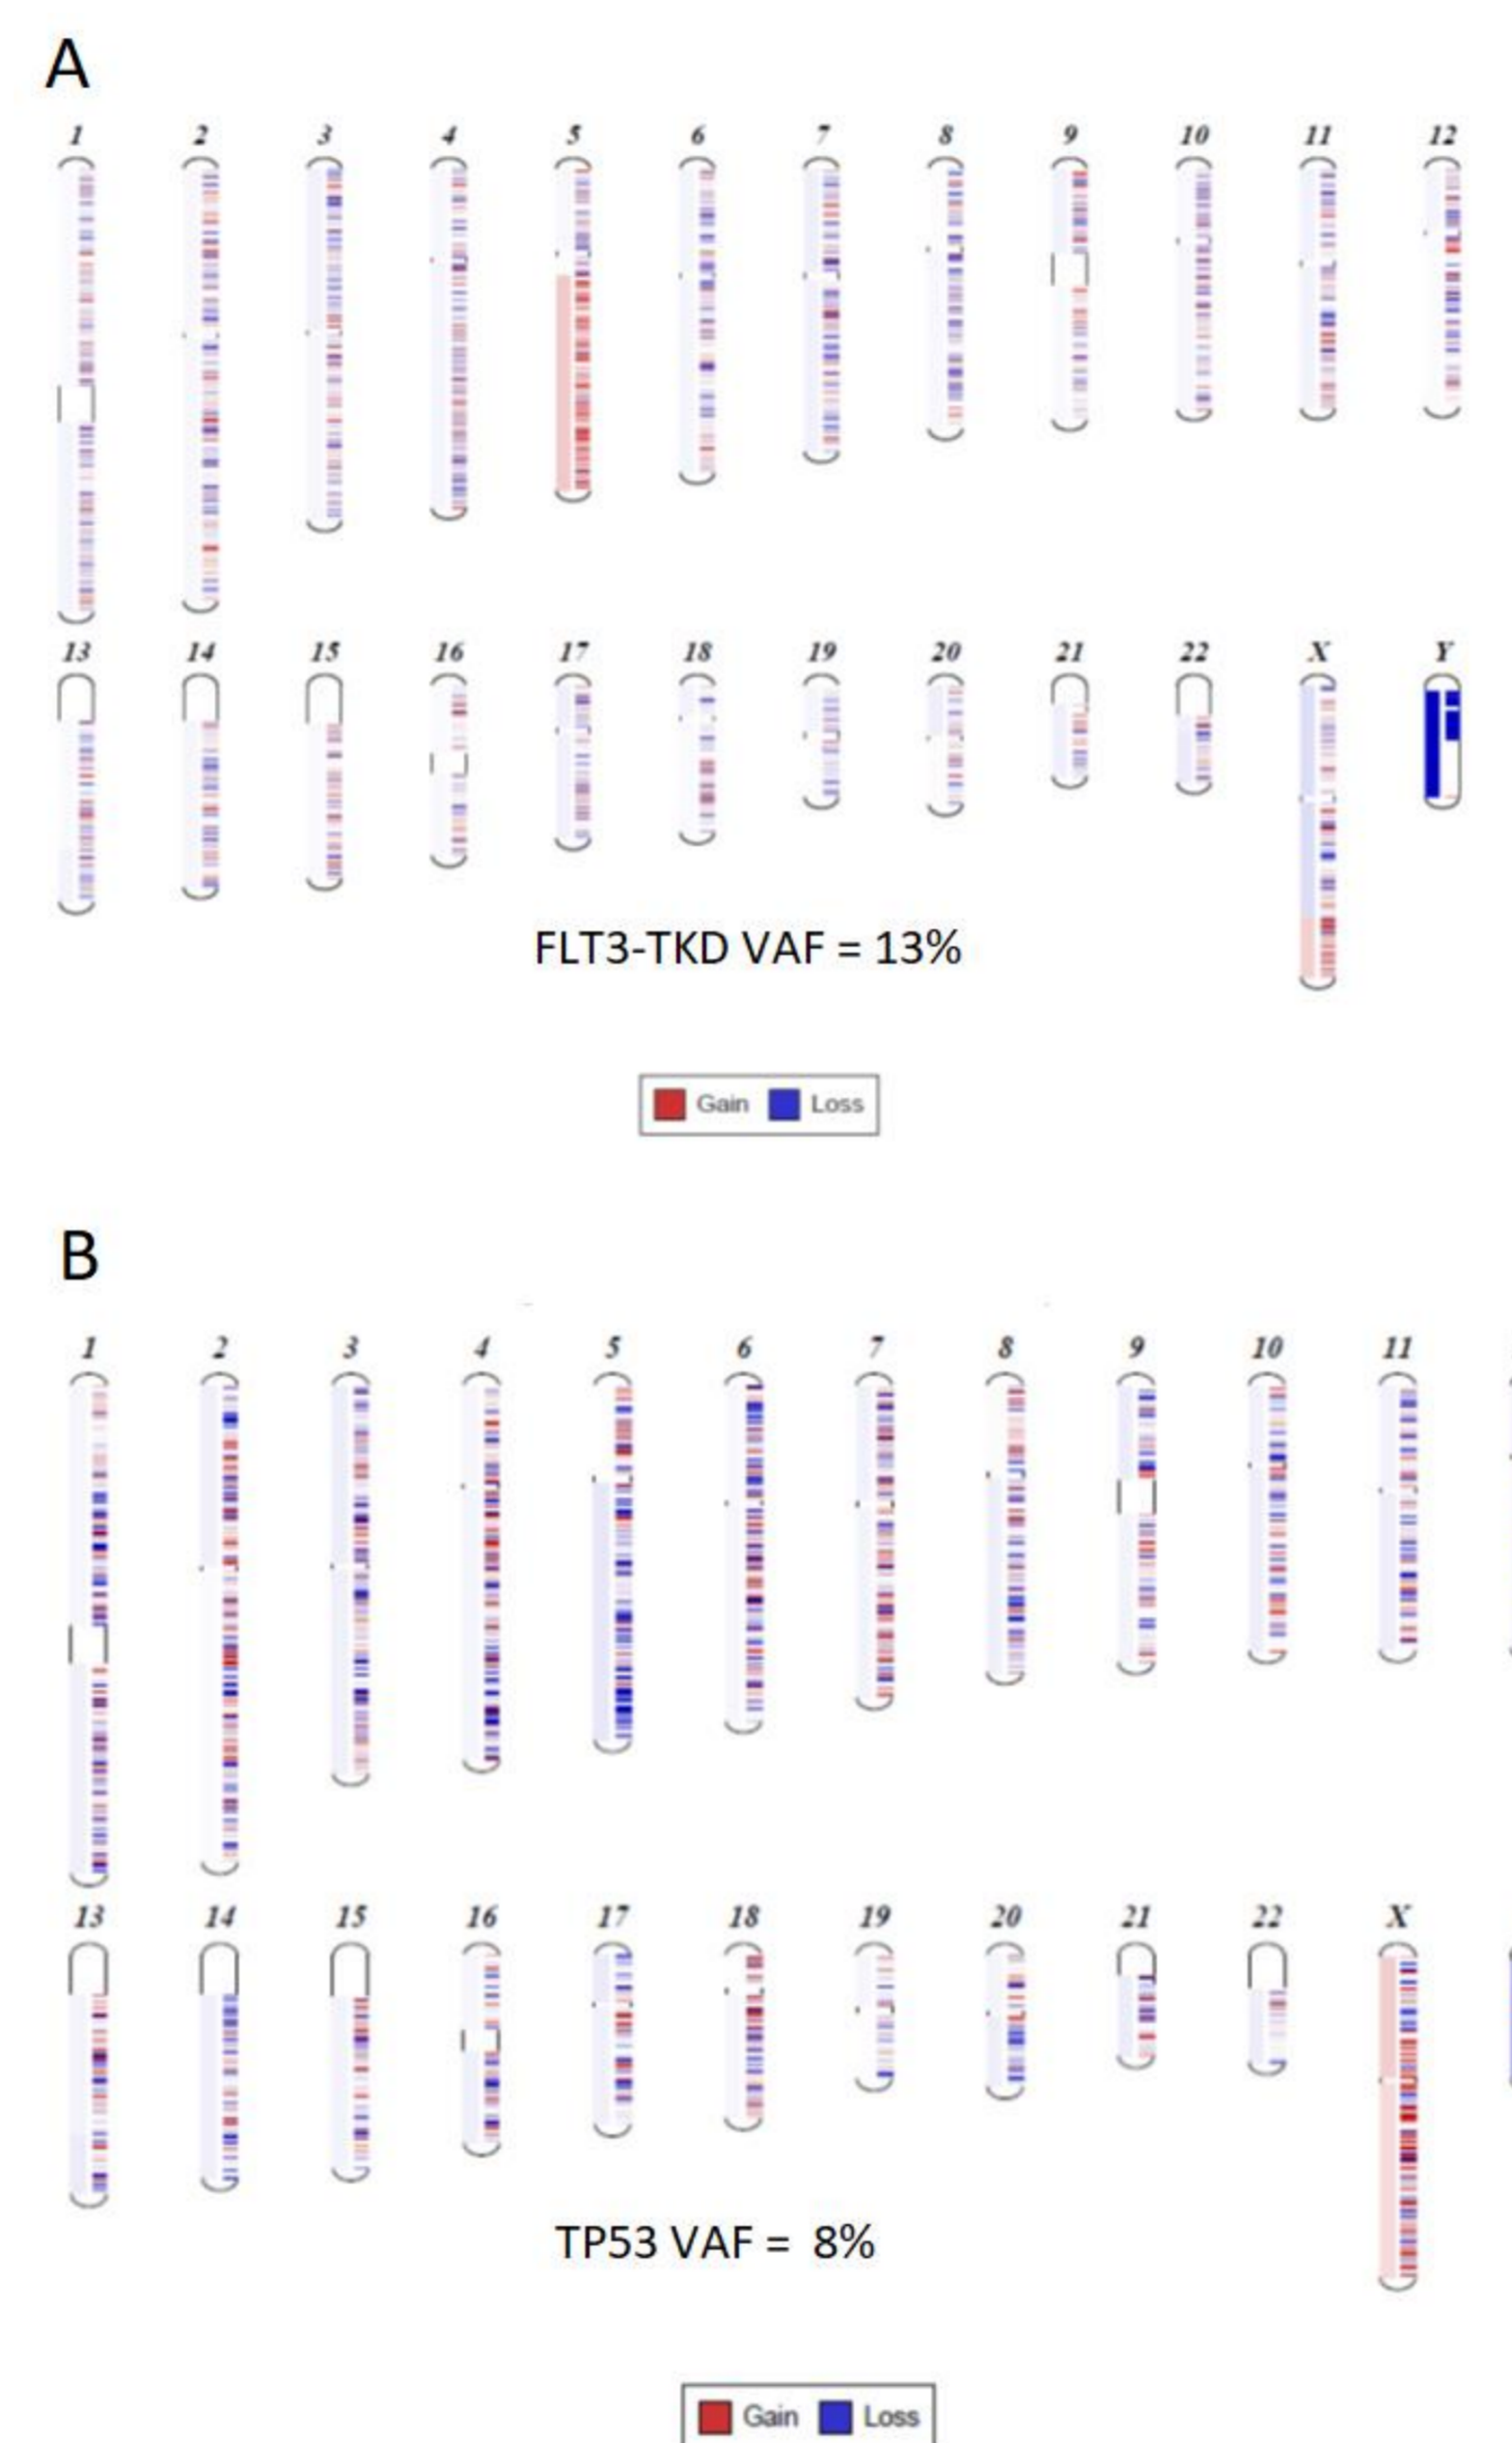 A
1 2 3 4 5 6 7 8 9 10 11 12
13 14 15 16 17 18 19 20 21 22 X Y
FLT3-TKD VAF = 13%
Gain Loss
B
1 2 3 4 5 6 7 8 9 10 11
13 14 15 16 17 18 19 20 21 22 X
TP53 VAF = 8%
Gain Loss